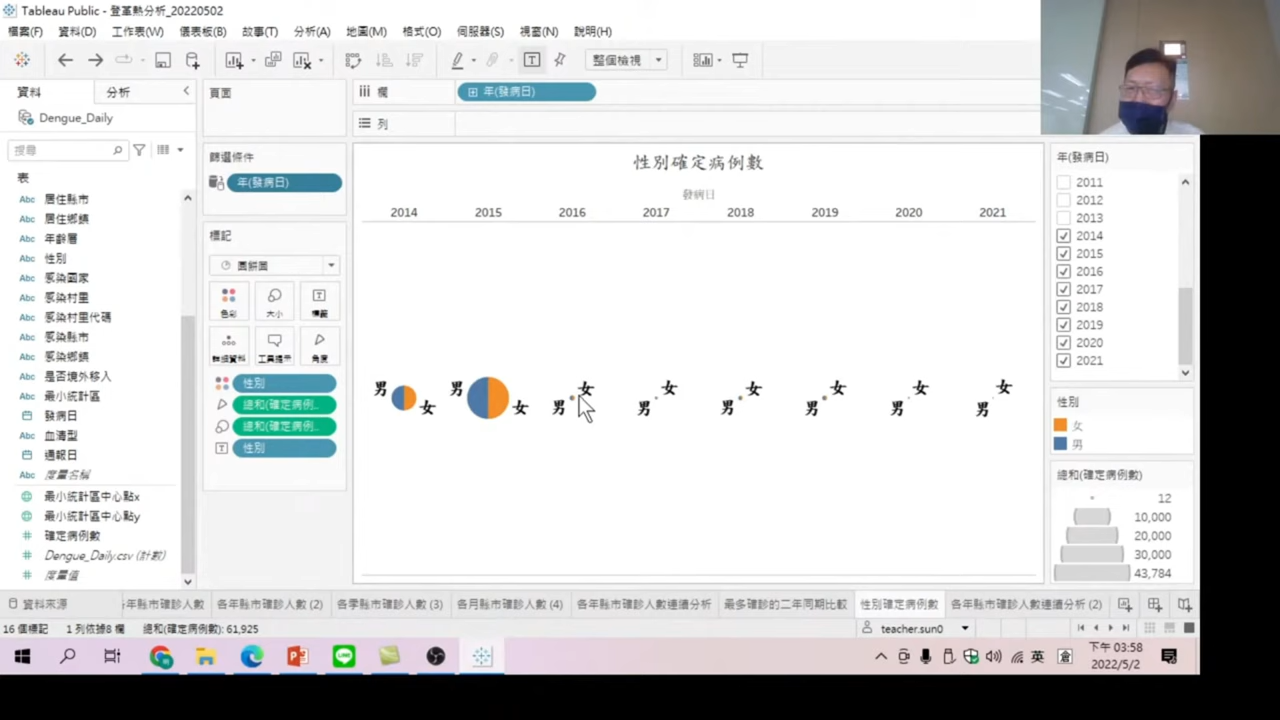 Tableau Public - 登革熱分析_20220502
檔案(F) 資料(D) 工作表(W) 儀表板(B) 故事(T) 分析(A) 地圖(M) 格式(O) 伺服器(S) 視窗(N) 說明(H)
整個檢視
資料 分析
Dengue_Daily
搜尋
表
Abc 居住縣市
Abc 居住鄉鎮
Abc 年齡層
Abc 性別
Abc 感染國家
Abc 感染村里
Abc 感染村里代碼
Abc 感染縣市
Abc 感染鄉鎮
Abc 是否境外移入
Abc 最小統計區
發病日
Abc 血清型
通報日
Abc 度量名稱
最小統計區中心點x
最小統計區中心點y
確定病例數
Dengue_Daily.csv (計數)
度量值
頁面
篩選條件
年(發病日)
標記
圓餅圖
色彩 大小 標籤
詳細資料 工具提示 角度
性別
總和(確定病例..
總和(確定病例..
性別
欄 年(發病日)
列
性別確定病例數
發病日
2014 2015 2016 2017 2018 2019 2020 2021
男 女 男 女 男 女 男 女 男 女 男 女 男 女 男 女
年(發病日)
2011
2012
2013
2014
2015
2016
2017
2018
2019
2020
2021
性別
女
男
總和(確定病例數)
12
10,000
20,000
30,000
43,784
資料來源 年縣市確診人數 各年縣市確診人數 (2) 各季縣市確診人數 (3) 各月縣市確診人數 (4) 各年縣市確診人數連續分析 最多確診的二年同期比較 性別確定病例數 各年縣市確診人數連續分析 (2)
16 個標記 1 列依據8 欄 總和(確定病例數): 61,925 teacher.sun0
英 下午 03:58
2022/5/2